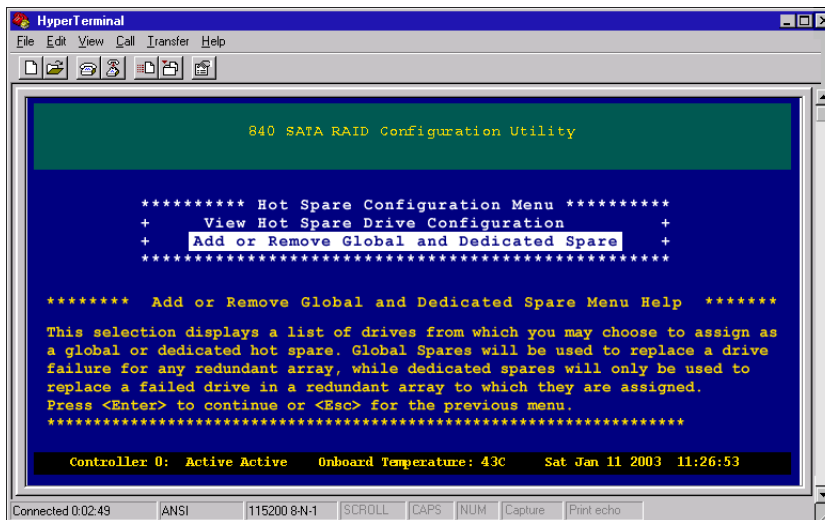 HyperTerminal
File Edit View Call Transfer Help
840 SATA RAID Configuration Utility
********** Hot Spare Configuration Menu **********
+ View Hot Spare Drive Configuration +
+ Add or Remove Global and Dedicated Spare +
**************************************************
******** Add or Remove Global and Dedicated Spare Menu Help *******
This selection displays a list of drives from which you may choose to assign as
a global or dedicated hot spare. Global Spares will be used to replace a drive
failure for any redundant array, while dedicated spares will only be used to
replace a failed drive in a redundant array to which they are assigned.
Press <Enter> to continue or <Esc> for the previous menu.
**********************************************************************
Controller 0: Active Active Onboard Temperature: 43C Sat Jan 11 2003 11:26:53
Connected 0:02:49 ANSI 115200 8-N-1 SCROLL CAPS NUM Capture Print echo